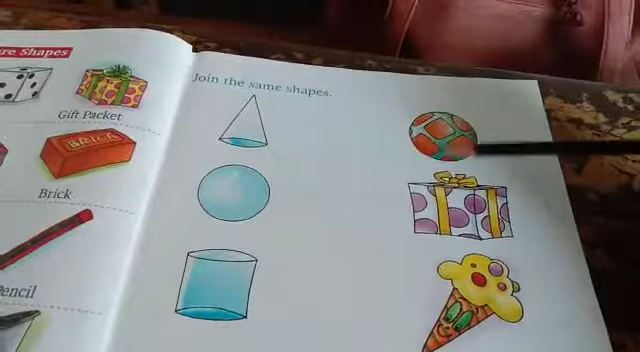 re Shapes
Gift Packet
BRICK
Brick
encil
Join the same shapes.